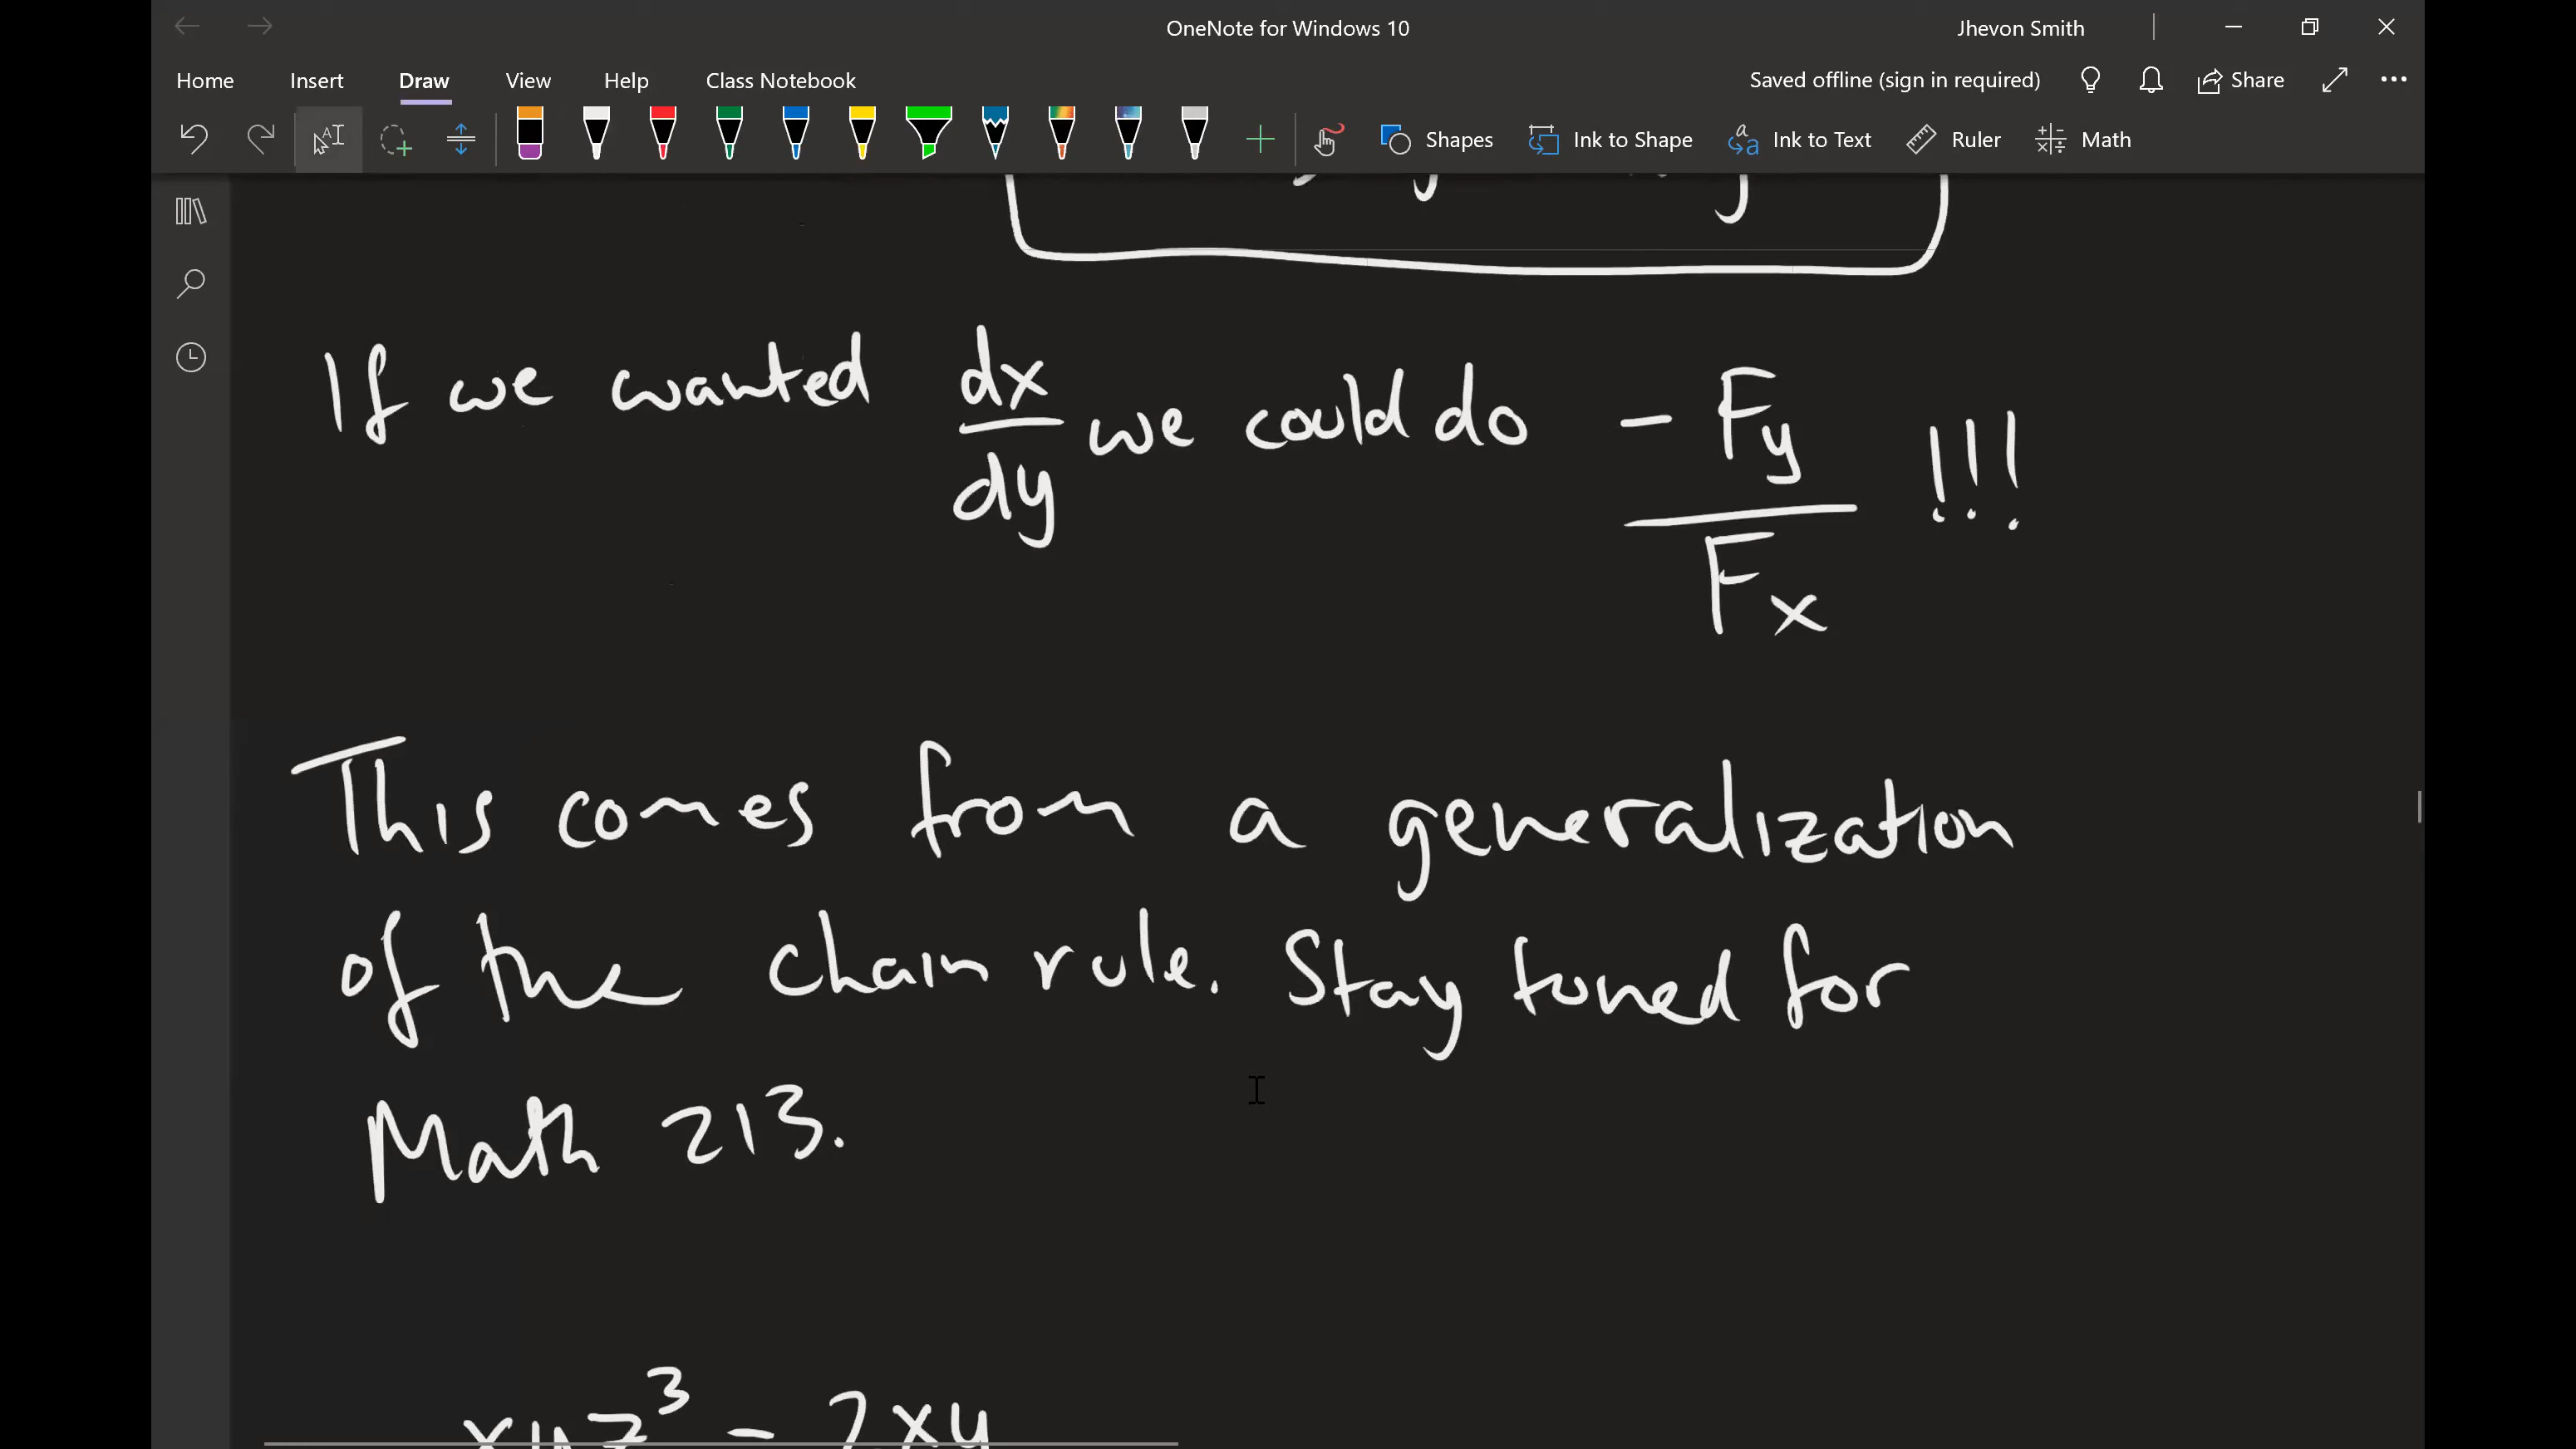 OneNote for Windows 10
Jhevon Smith
Home Insert Draw View Help Class Notebook
Saved offline (sign in required) Share
Shapes Ink to Shape Ink to Text Ruler Math
If we wanted dx/dy we could do - Fy/Fx !!!
This comes from a generalization
of the chain rule. Stay tuned for
Math 213.
xyz³ - 2xy